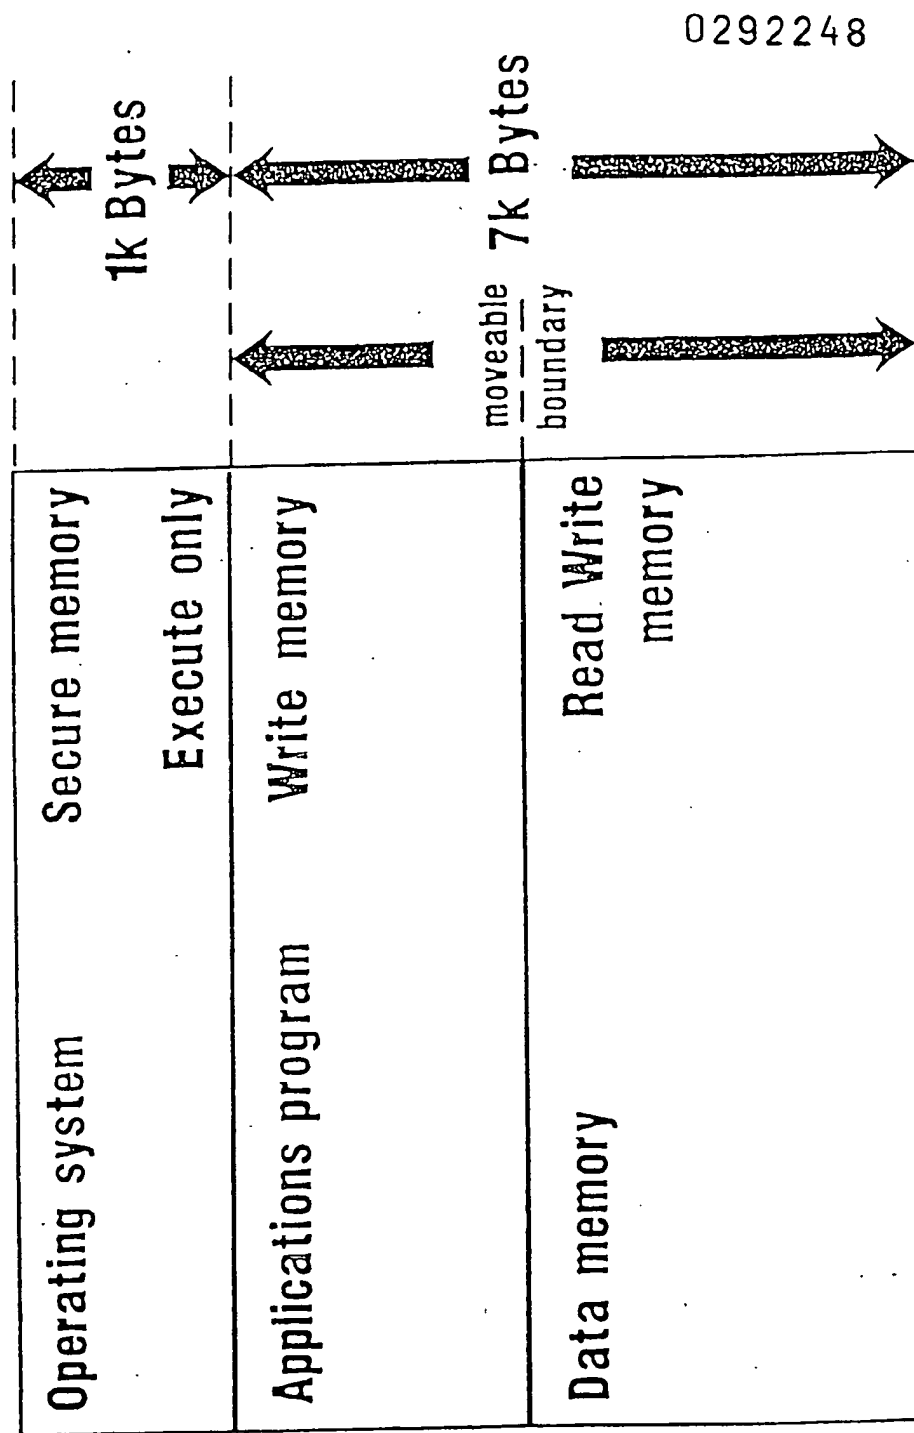 0292248
Operating system
Secure memory
Execute only
1k Bytes
Applications program
Write memory
moveable
boundary
7k Bytes
Data memory
Read Write
memory